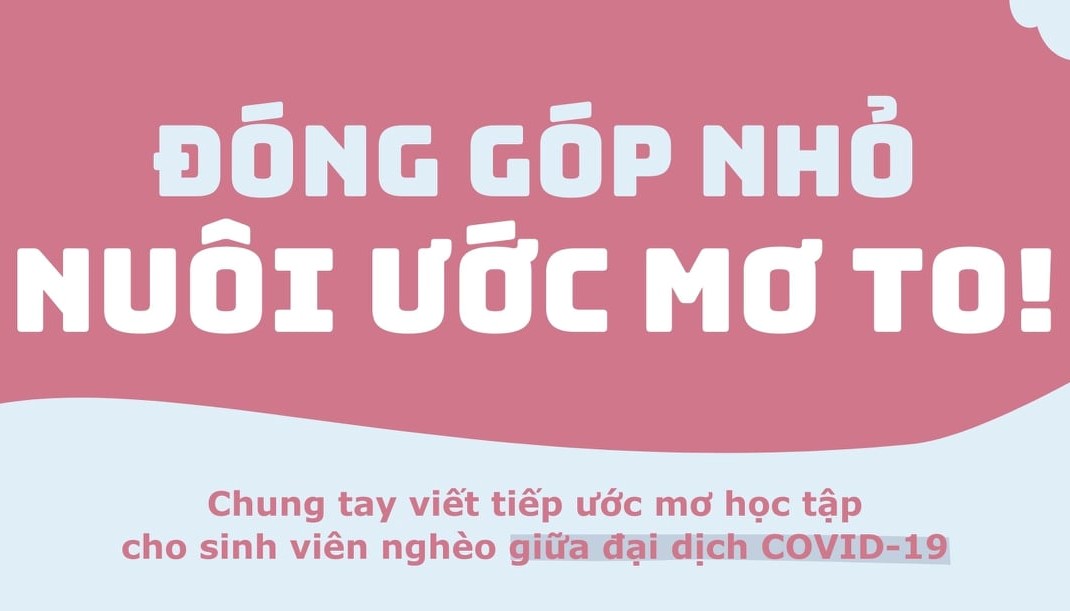 ĐÓNG GÓP NHỎ
NUÔI ƯỚC MƠ TO!
Chung tay viết tiếp ước mơ học tập
cho sinh viên nghèo giữa đại dịch COVID-19